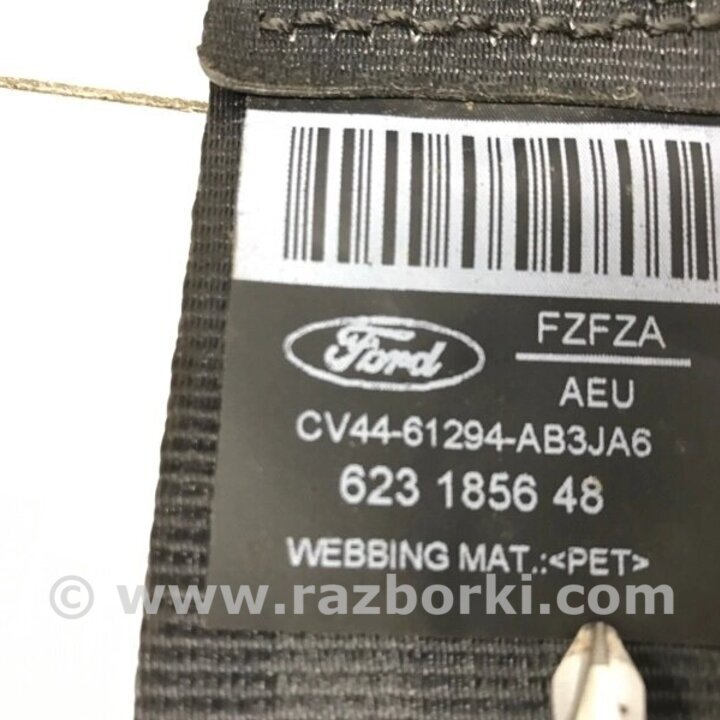 Ford
FZFZA
AEU
CV44-61294-AB3JA6
623 1856 48
WEBBING MAT.:<PET>
© www.razborki.com